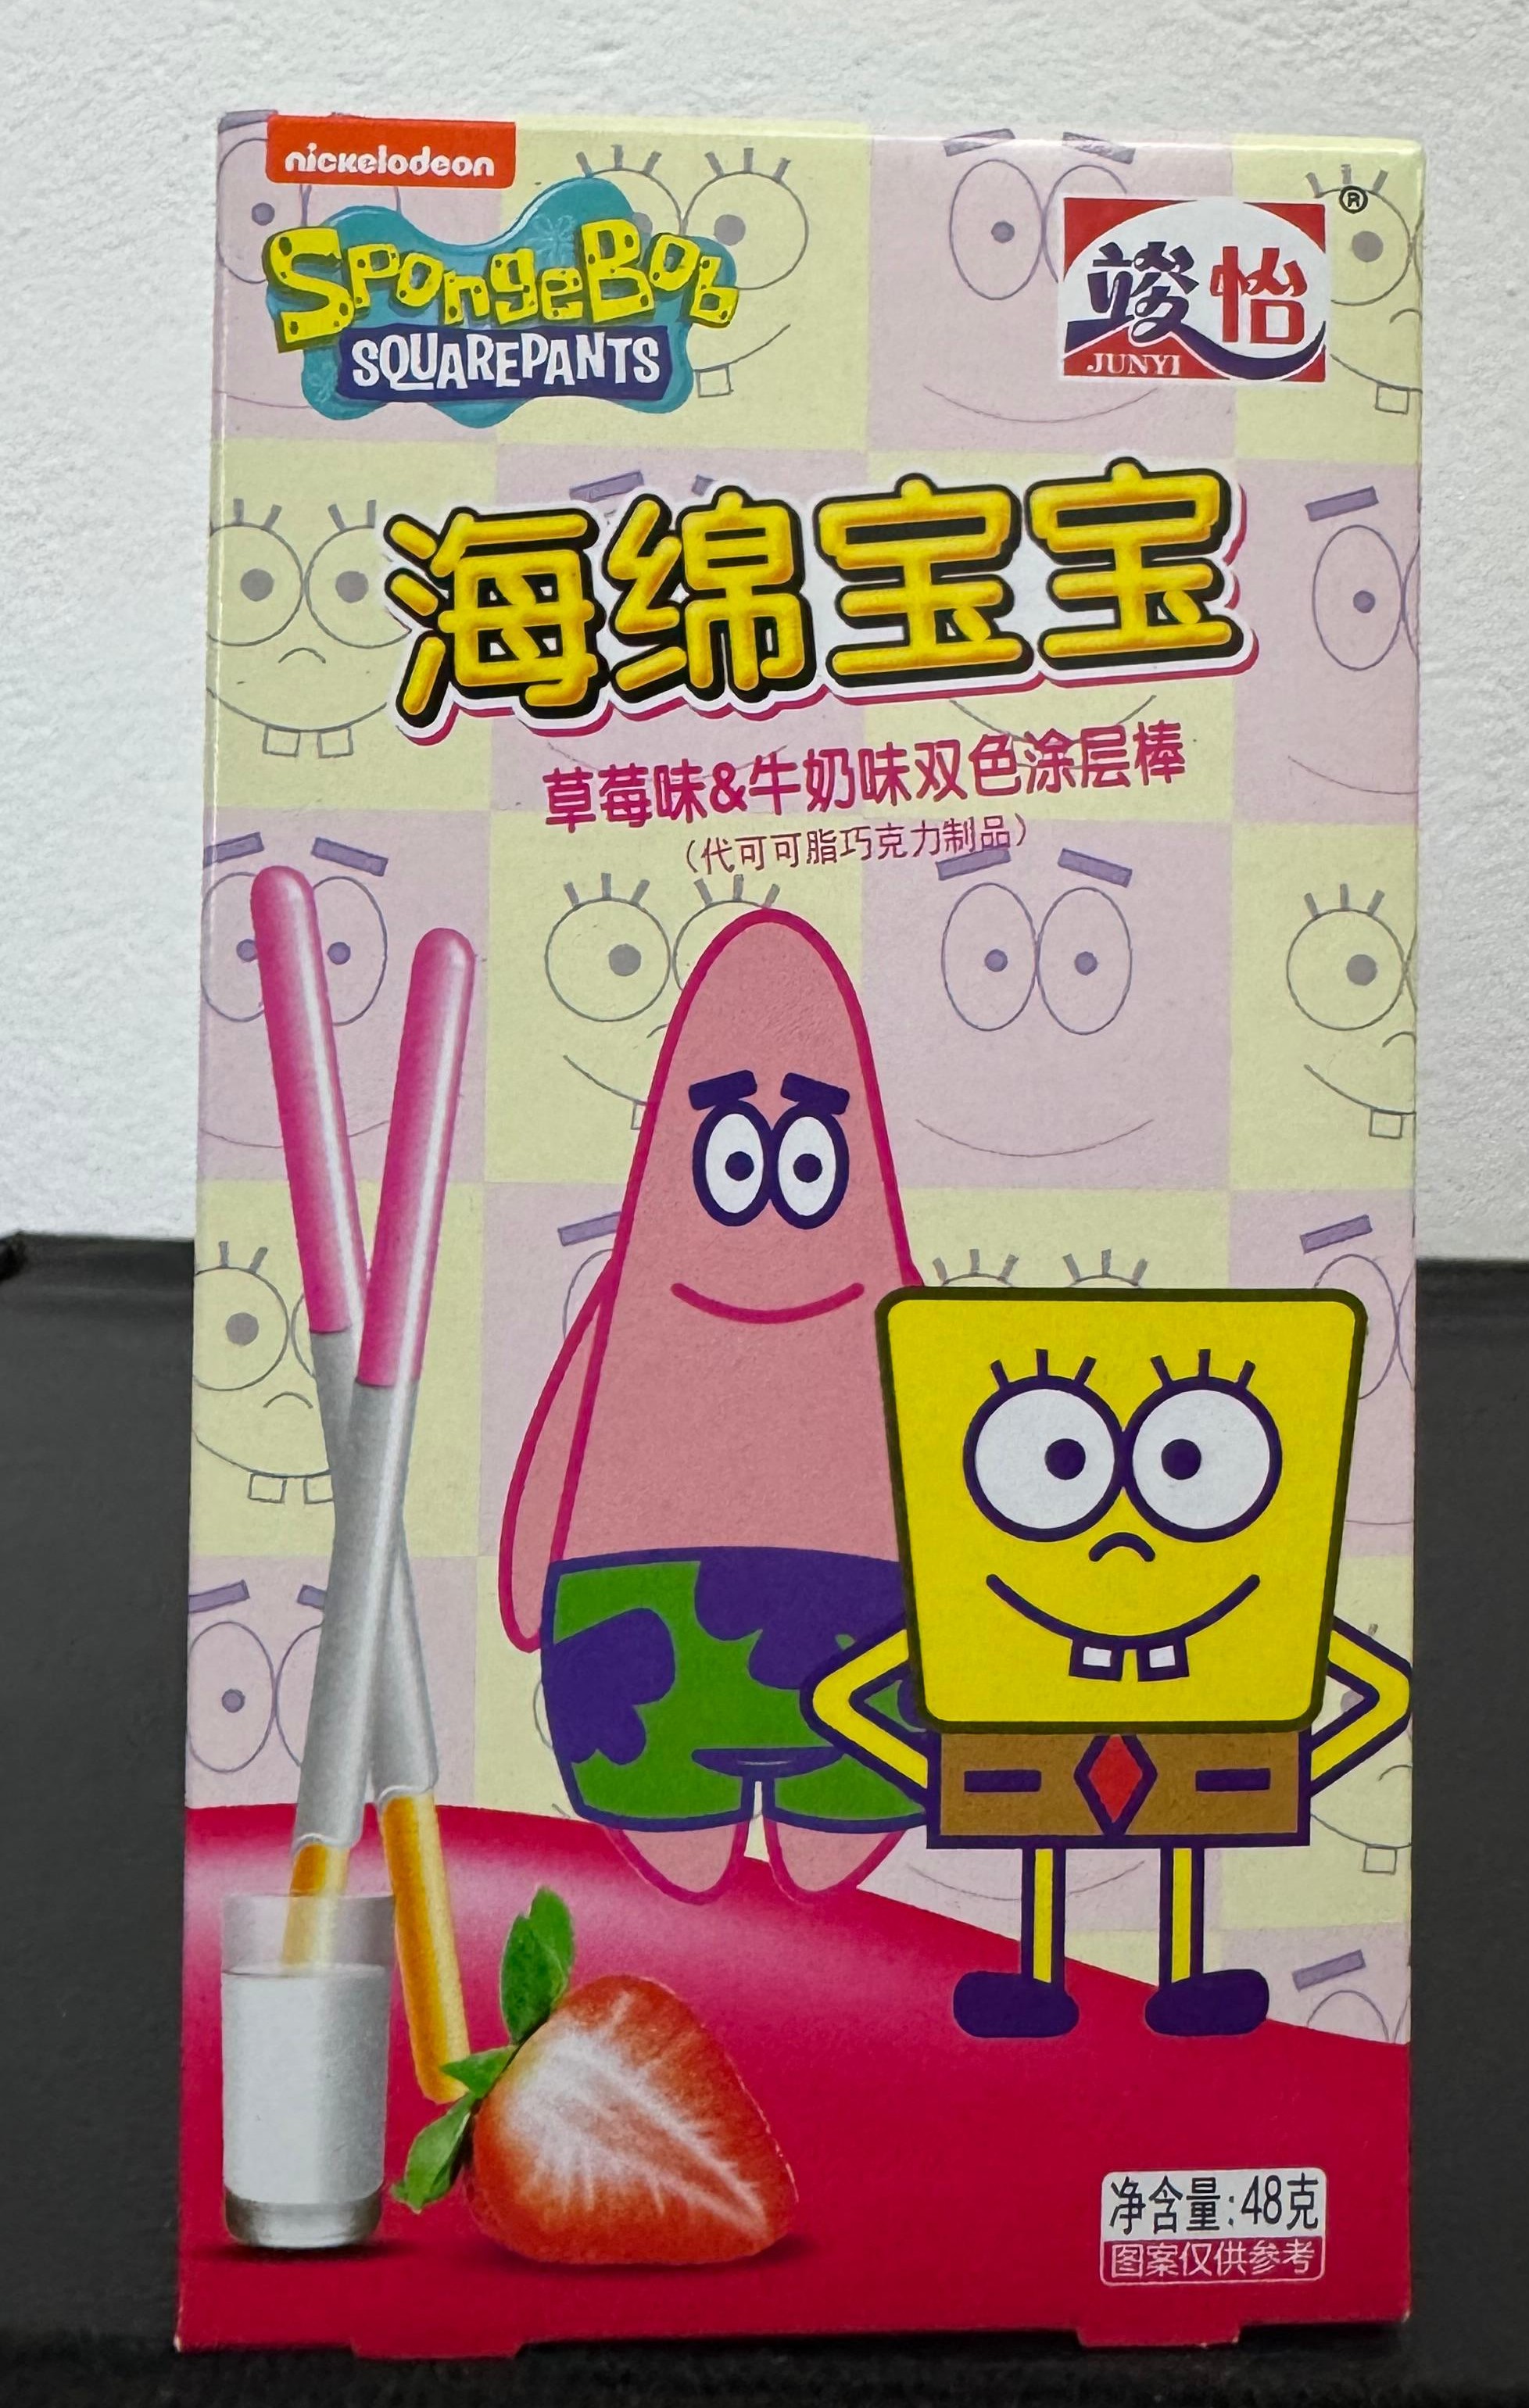 nickelodeon
SpongeBob
SQUAREPANTS
®
竣怡
JUNYI
海绵宝宝
草莓味&牛奶味双色涂层棒
(代可可脂巧克力制品)
净含量:48克
图案仅供参考